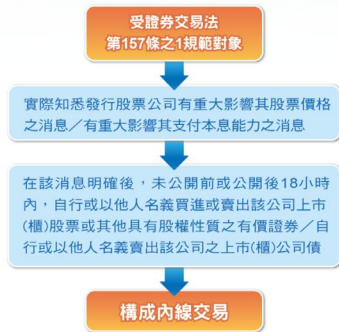 受證券交易法
第157條之1規範對象
實際知悉發行股票公司有重大影響其股票價格
之消息／有重大影響其支付本息能力之消息
在該消息明確後，未公開前或公開後18小時
內，自行或以他人名義買進或賣出該公司上市
(櫃)股票或其他具有股權性質之有價證券／自
行或以他人名義賣出該公司之上市(櫃)公司債
構成內線交易